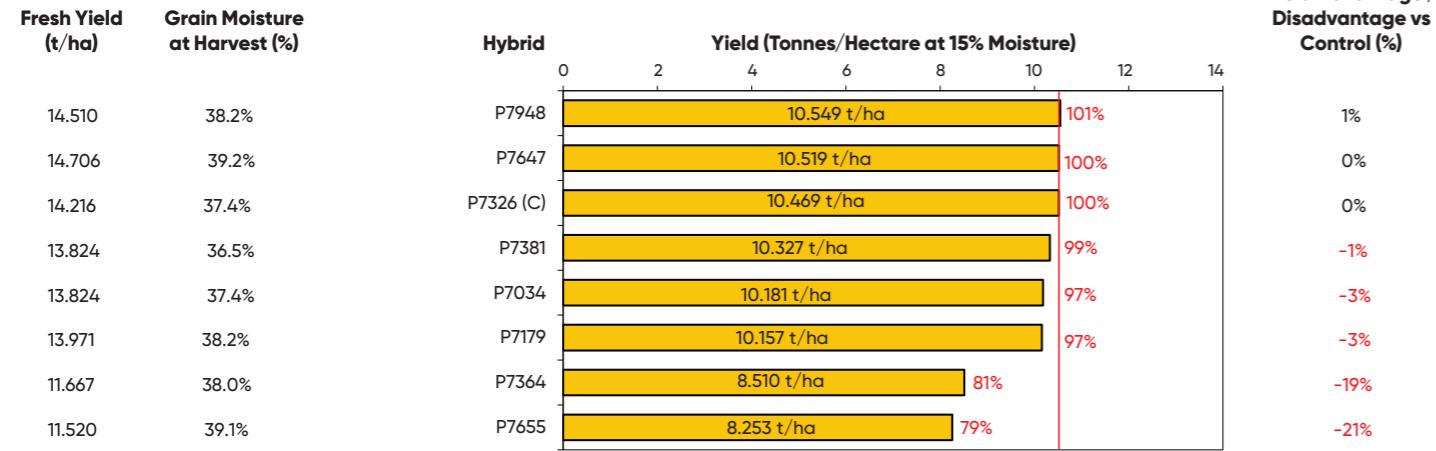 Fresh Yield (t/ha) Grain Moisture at Harvest (%) Hybrid Yield (Tonnes/Hectare at 15% Moisture) Disadvantage vs Control (%)
0 2 4 6 8 10 12 14
14.510 38.2% P7948 10.549 t/ha 101% 1%
14.706 39.2% P7647 10.519 t/ha 100% 0%
14.216 37.4% P7326 (C) 10.469 t/ha 100% 0%
13.824 36.5% P7381 10.327 t/ha 99% -1%
13.824 37.4% P7034 10.181 t/ha 97% -3%
13.971 38.2% P7179 10.157 t/ha 97% -3%
11.667 38.0% P7364 8.510 t/ha 81% -19%
11.520 39.1% P7655 8.253 t/ha 79% -21%